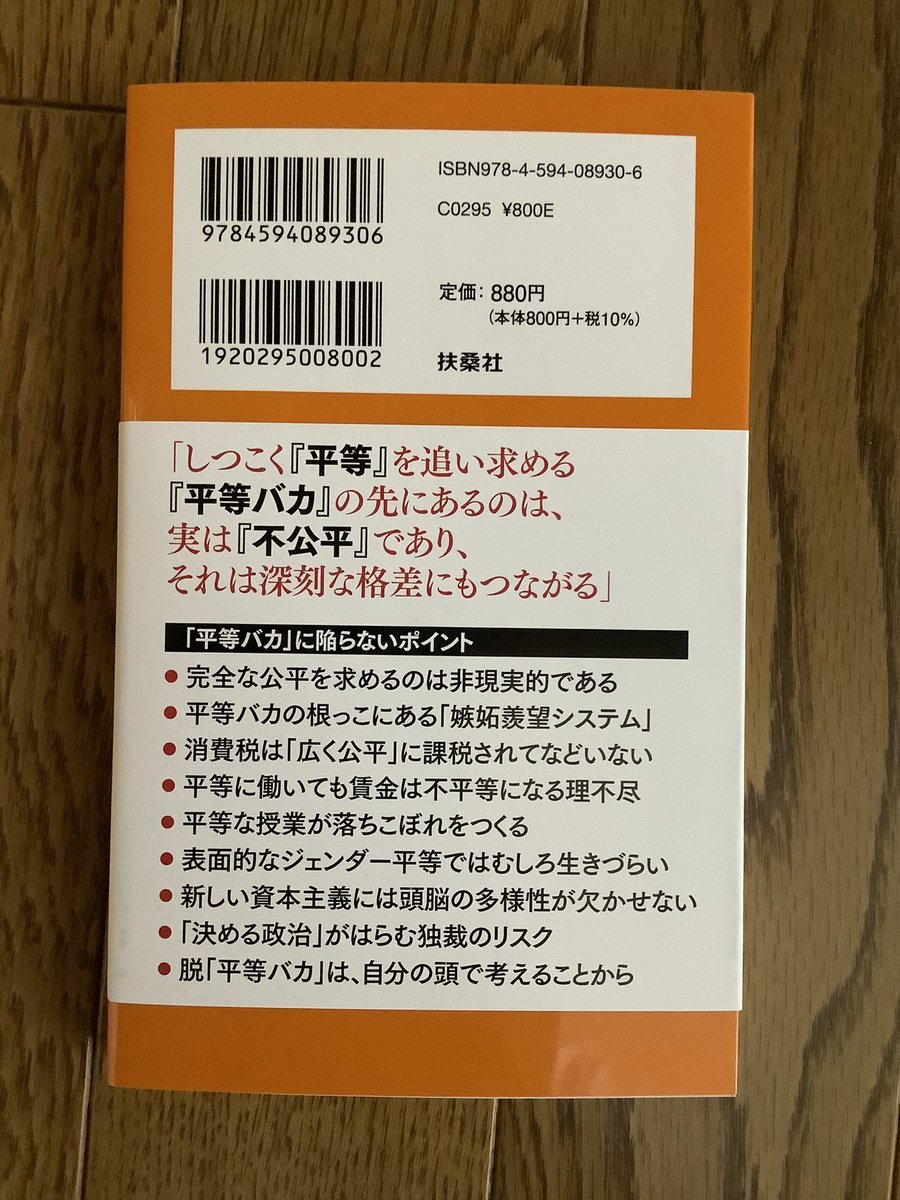 9784594089306
ISBN978-4-594-08930-6
C0295 ¥800E
1920295008002
定価：880円
（本体800円＋税10%）
扶桑社
「しつこく『平等』を追い求める
『平等バカ』の先にあるのは、
実は『不公平』であり、
それは深刻な格差にもつながる」
「平等バカ」に陥らないポイント
● 完全な公平を求めるのは非現実的である
● 平等バカの根っこにある「嫉妬羨望システム」
● 消費税は「広く公平」に課税されてなどいない
● 平等に働いても賃金は不平等になる理不尽
● 平等な授業が落ちこぼれをつくる
● 表面的なジェンダー平等ではむしろ生きづらい
● 新しい資本主義には頭脳の多様性が欠かせない
● 「決める政治」がはらむ独裁のリスク
● 脱「平等バカ」は、自分の頭で考えることから